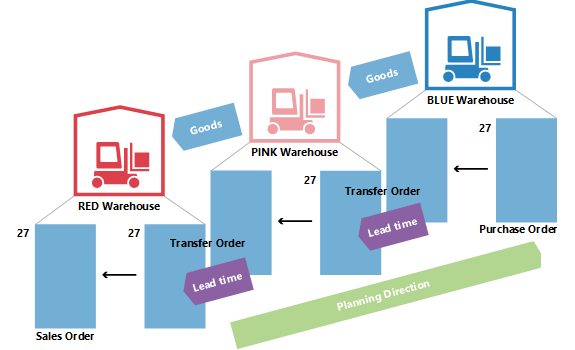 Goods
BLUE Warehouse
27
Goods
PINK Warehouse
27
Transfer Order
Lead time
Purchase Order
RED Warehouse
27
27
Transfer Order
Lead time
Planning Direction
Sales Order